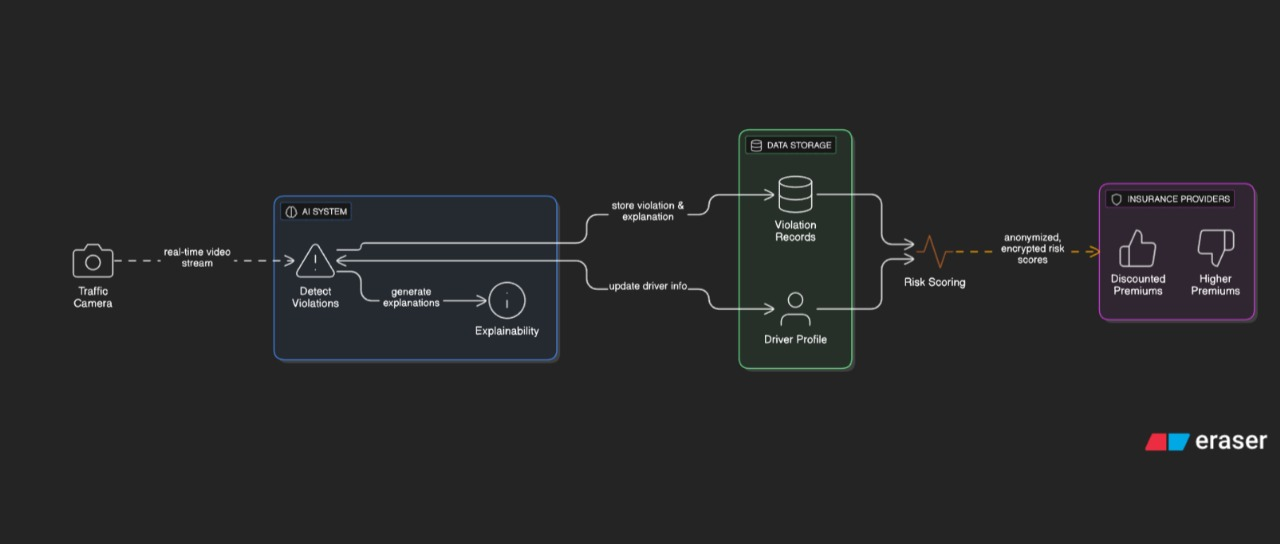 DATA STORAGE
AI SYSTEM
INSURANCE PROVIDERS
store violation &
explanation
Violation
Records
real-time video
stream
anonymized,
encrypted risk
scores
Traffic
Camera
Detect
Violations
generate
explanations
Explainability
update driver info
Driver Profile
Risk Scoring
Discounted
Premiums
Higher
Premiums
eraser